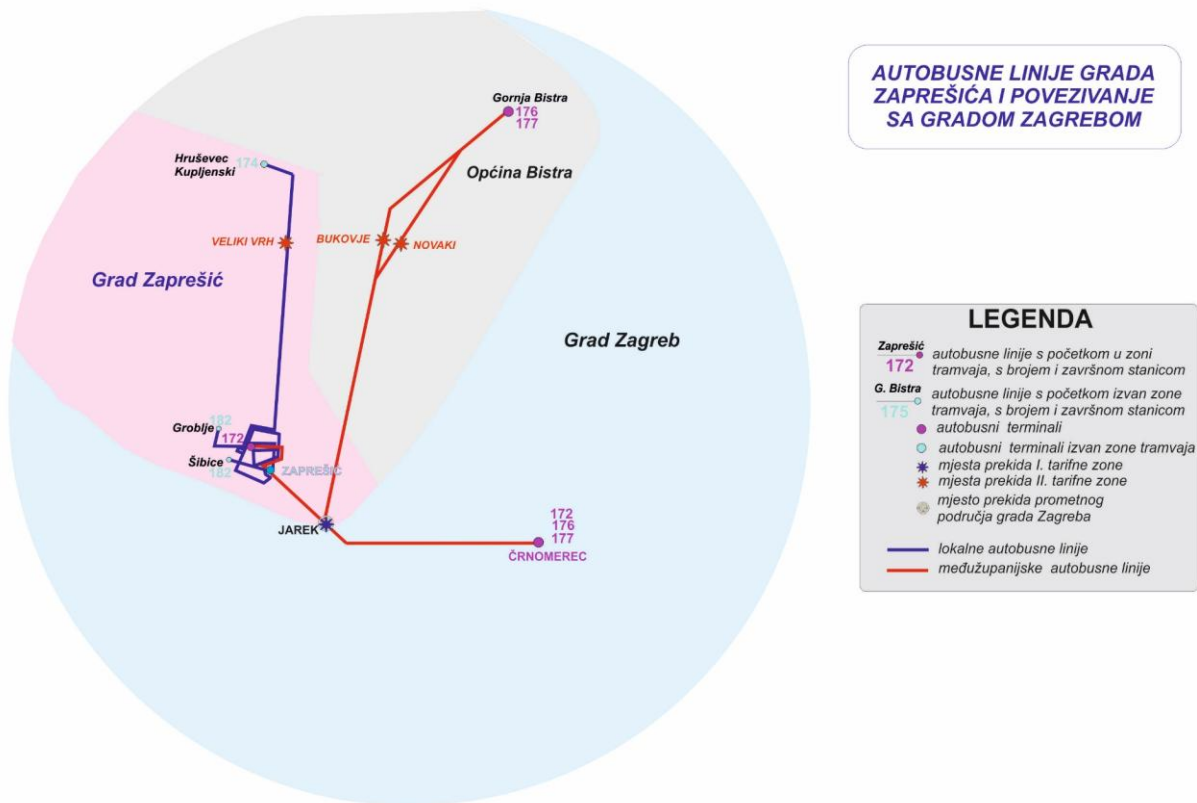 AUTOBUSNE LINIJE GRADA
ZAPREŠIĆA I POVEZIVANJE
SA GRADOM ZAGREBOM
Gornja Bistra
176
177
Hruševec
Kupljenski
174
Općina Bistra
VELIKI VRH
BUKOVJE
NOVAKI
Grad Zaprešić
Grad Zagreb
182
Groblje
172
Šibice
182
ZAPREŠIĆ
JAREK
172
176
177
ČRNOMEREC
LEGENDA
Zaprešić
172
autobusne linije s početkom u zoni
tramvaja, s brojem i završnom stanicom
G. Bistra
175
autobusne linije s početkom izvan zone
tramvaja, s brojem i završnom stanicom
autobusni terminali
autobusni terminali izvan zone tramvaja
mjesta prekida I. tarifne zone
mjesta prekida II. tarifne zone
mjesto prekida prometnog
područja grada Zagreba
lokalne autobusne linije
međužupanijske autobusne linije